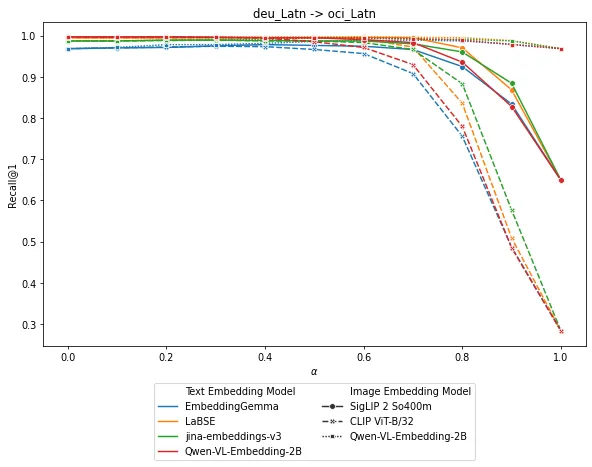 deu_Latn -> oci_Latn
Recall@1
1.0
0.9
0.8
0.7
0.6
0.5
0.4
0.3
0.0 0.2 0.4 0.6 0.8 1.0
α
Text Embedding Model Image Embedding Model
EmbeddingGemma SigLIP 2 So400m
LaBSE CLIP ViT-B/32
jina-embeddings-v3 Qwen-VL-Embedding-2B
Qwen-VL-Embedding-2B